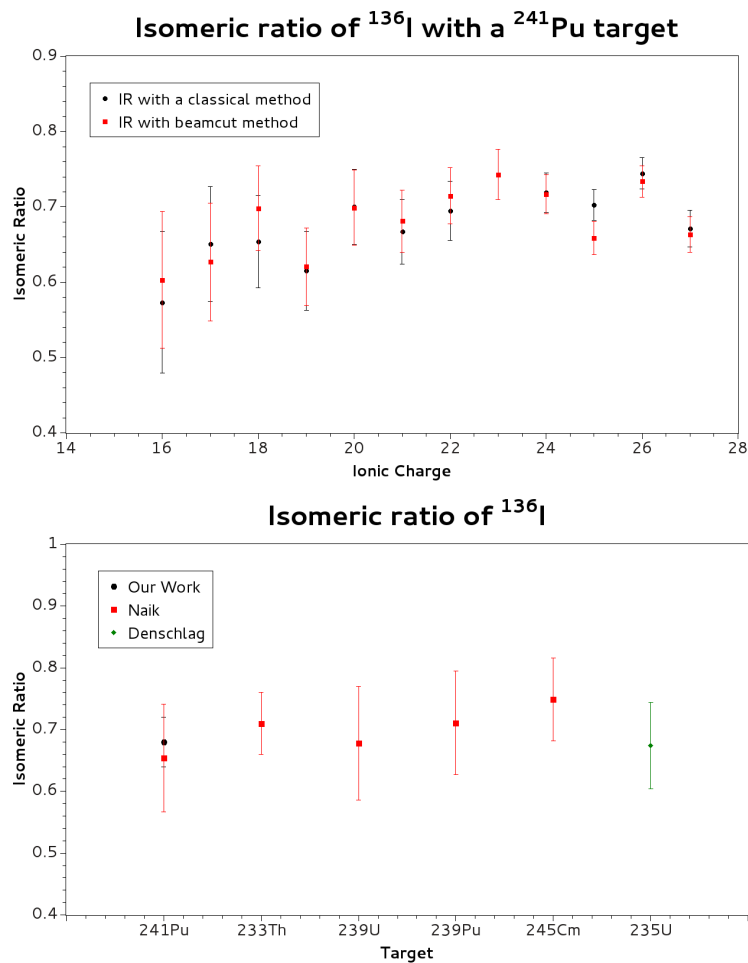 Isomeric ratio of ¹³⁶I with a ²⁴¹Pu target
0.9
0.8
0.7
0.6
0.5
0.4
Isomeric Ratio
IR with a classical method
IR with beamcut method
14 16 18 20 22 24 26 28
Ionic Charge
Isomeric ratio of ¹³⁶I
1
0.9
0.8
0.7
0.6
0.5
0.4
Isomeric Ratio
Our Work
Naik
Denschlag
241Pu 233Th 239U 239Pu 245Cm 235U
Target